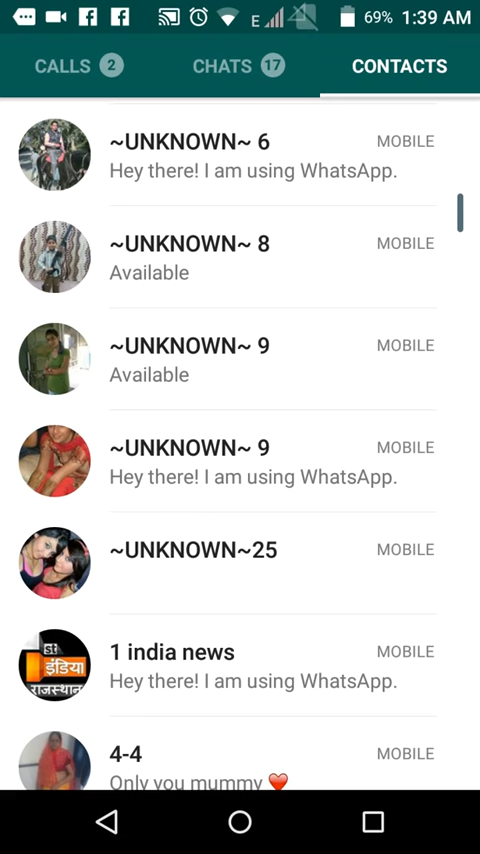 E 69% 1:39 AM
CALLS 2 CHATS 17 CONTACTS
~UNKNOWN~ 6 MOBILE
Hey there! I am using WhatsApp.
~UNKNOWN~ 8 MOBILE
Available
~UNKNOWN~ 9 MOBILE
Available
~UNKNOWN~ 9 MOBILE
Hey there! I am using WhatsApp.
~UNKNOWN~25 MOBILE
st
इंडिया
राजस्थान
1 india news MOBILE
Hey there! I am using WhatsApp.
4-4 MOBILE
Only you mummy ❤️